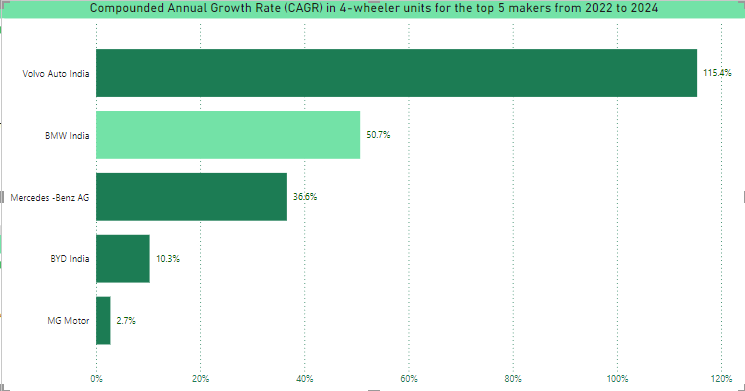 Compounded Annual Growth Rate (CAGR) in 4-wheeler units for the top 5 makers from 2022 to 2024
Volvo Auto India 115.4%
BMW India 50.7%
Mercedes -Benz AG 36.6%
BYD India 10.3%
MG Motor 2.7%
0% 20% 40% 60% 80% 100% 120%